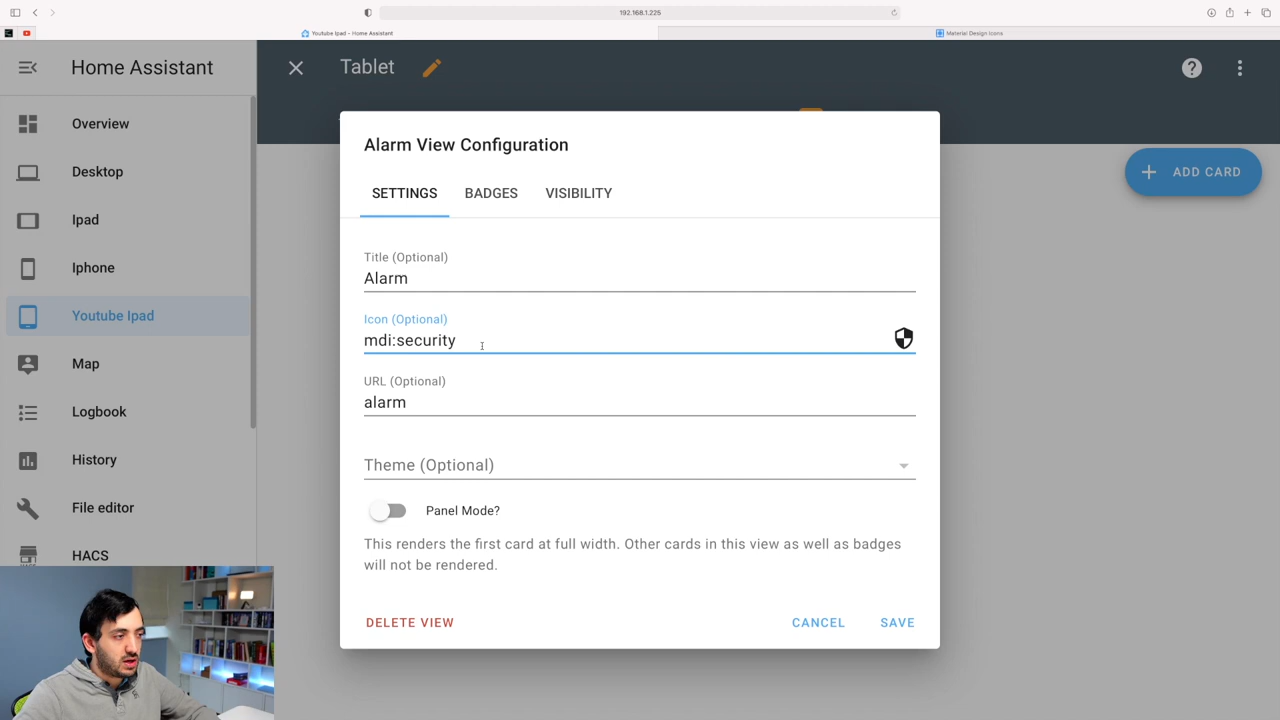 192.168.1.225
Youtube Ipad - Home Assistant
Material Design Icons
Home Assistant
Tablet
Overview
Desktop
Ipad
Iphone
Youtube Ipad
Map
Logbook
History
File editor
HACS
ADD CARD
Alarm View Configuration
SETTINGS
BADGES
VISIBILITY
Title (Optional)
Alarm
Icon (Optional)
mdi:security
URL (Optional)
alarm
Theme (Optional)
Panel Mode?
This renders the first card at full width. Other cards in this view as well as badges
will not be rendered.
DELETE VIEW
CANCEL
SAVE